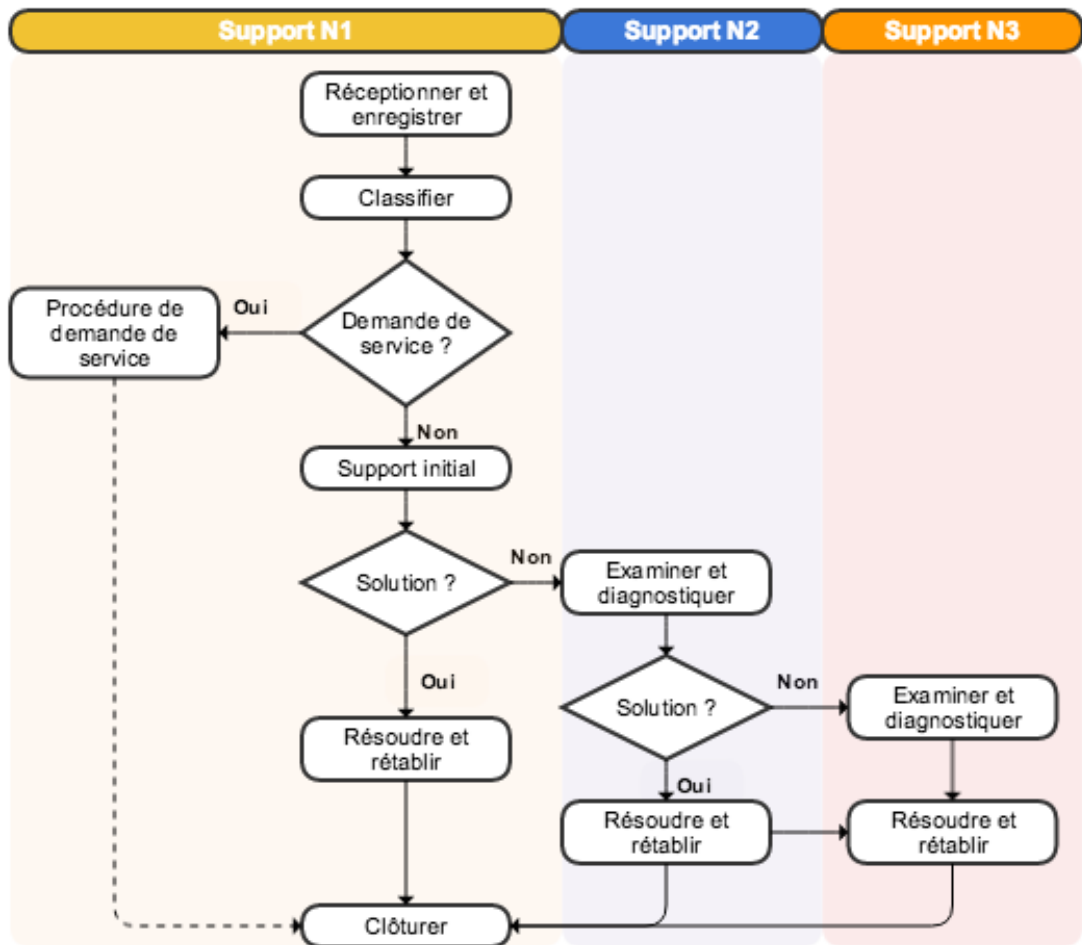 Support N1
Support N2
Support N3
Réceptionner et
enregistrer
Classifier
Procédure de
demande de
service
Oui
Demande de
service ?
Non
Support initial
Solution ?
Non
Examiner et
diagnostiquer
Oui
Solution ?
Non
Examiner et
diagnostiquer
Résoudre et
rétablir
Oui
Résoudre et
rétablir
Résoudre et
rétablir
Clôturer